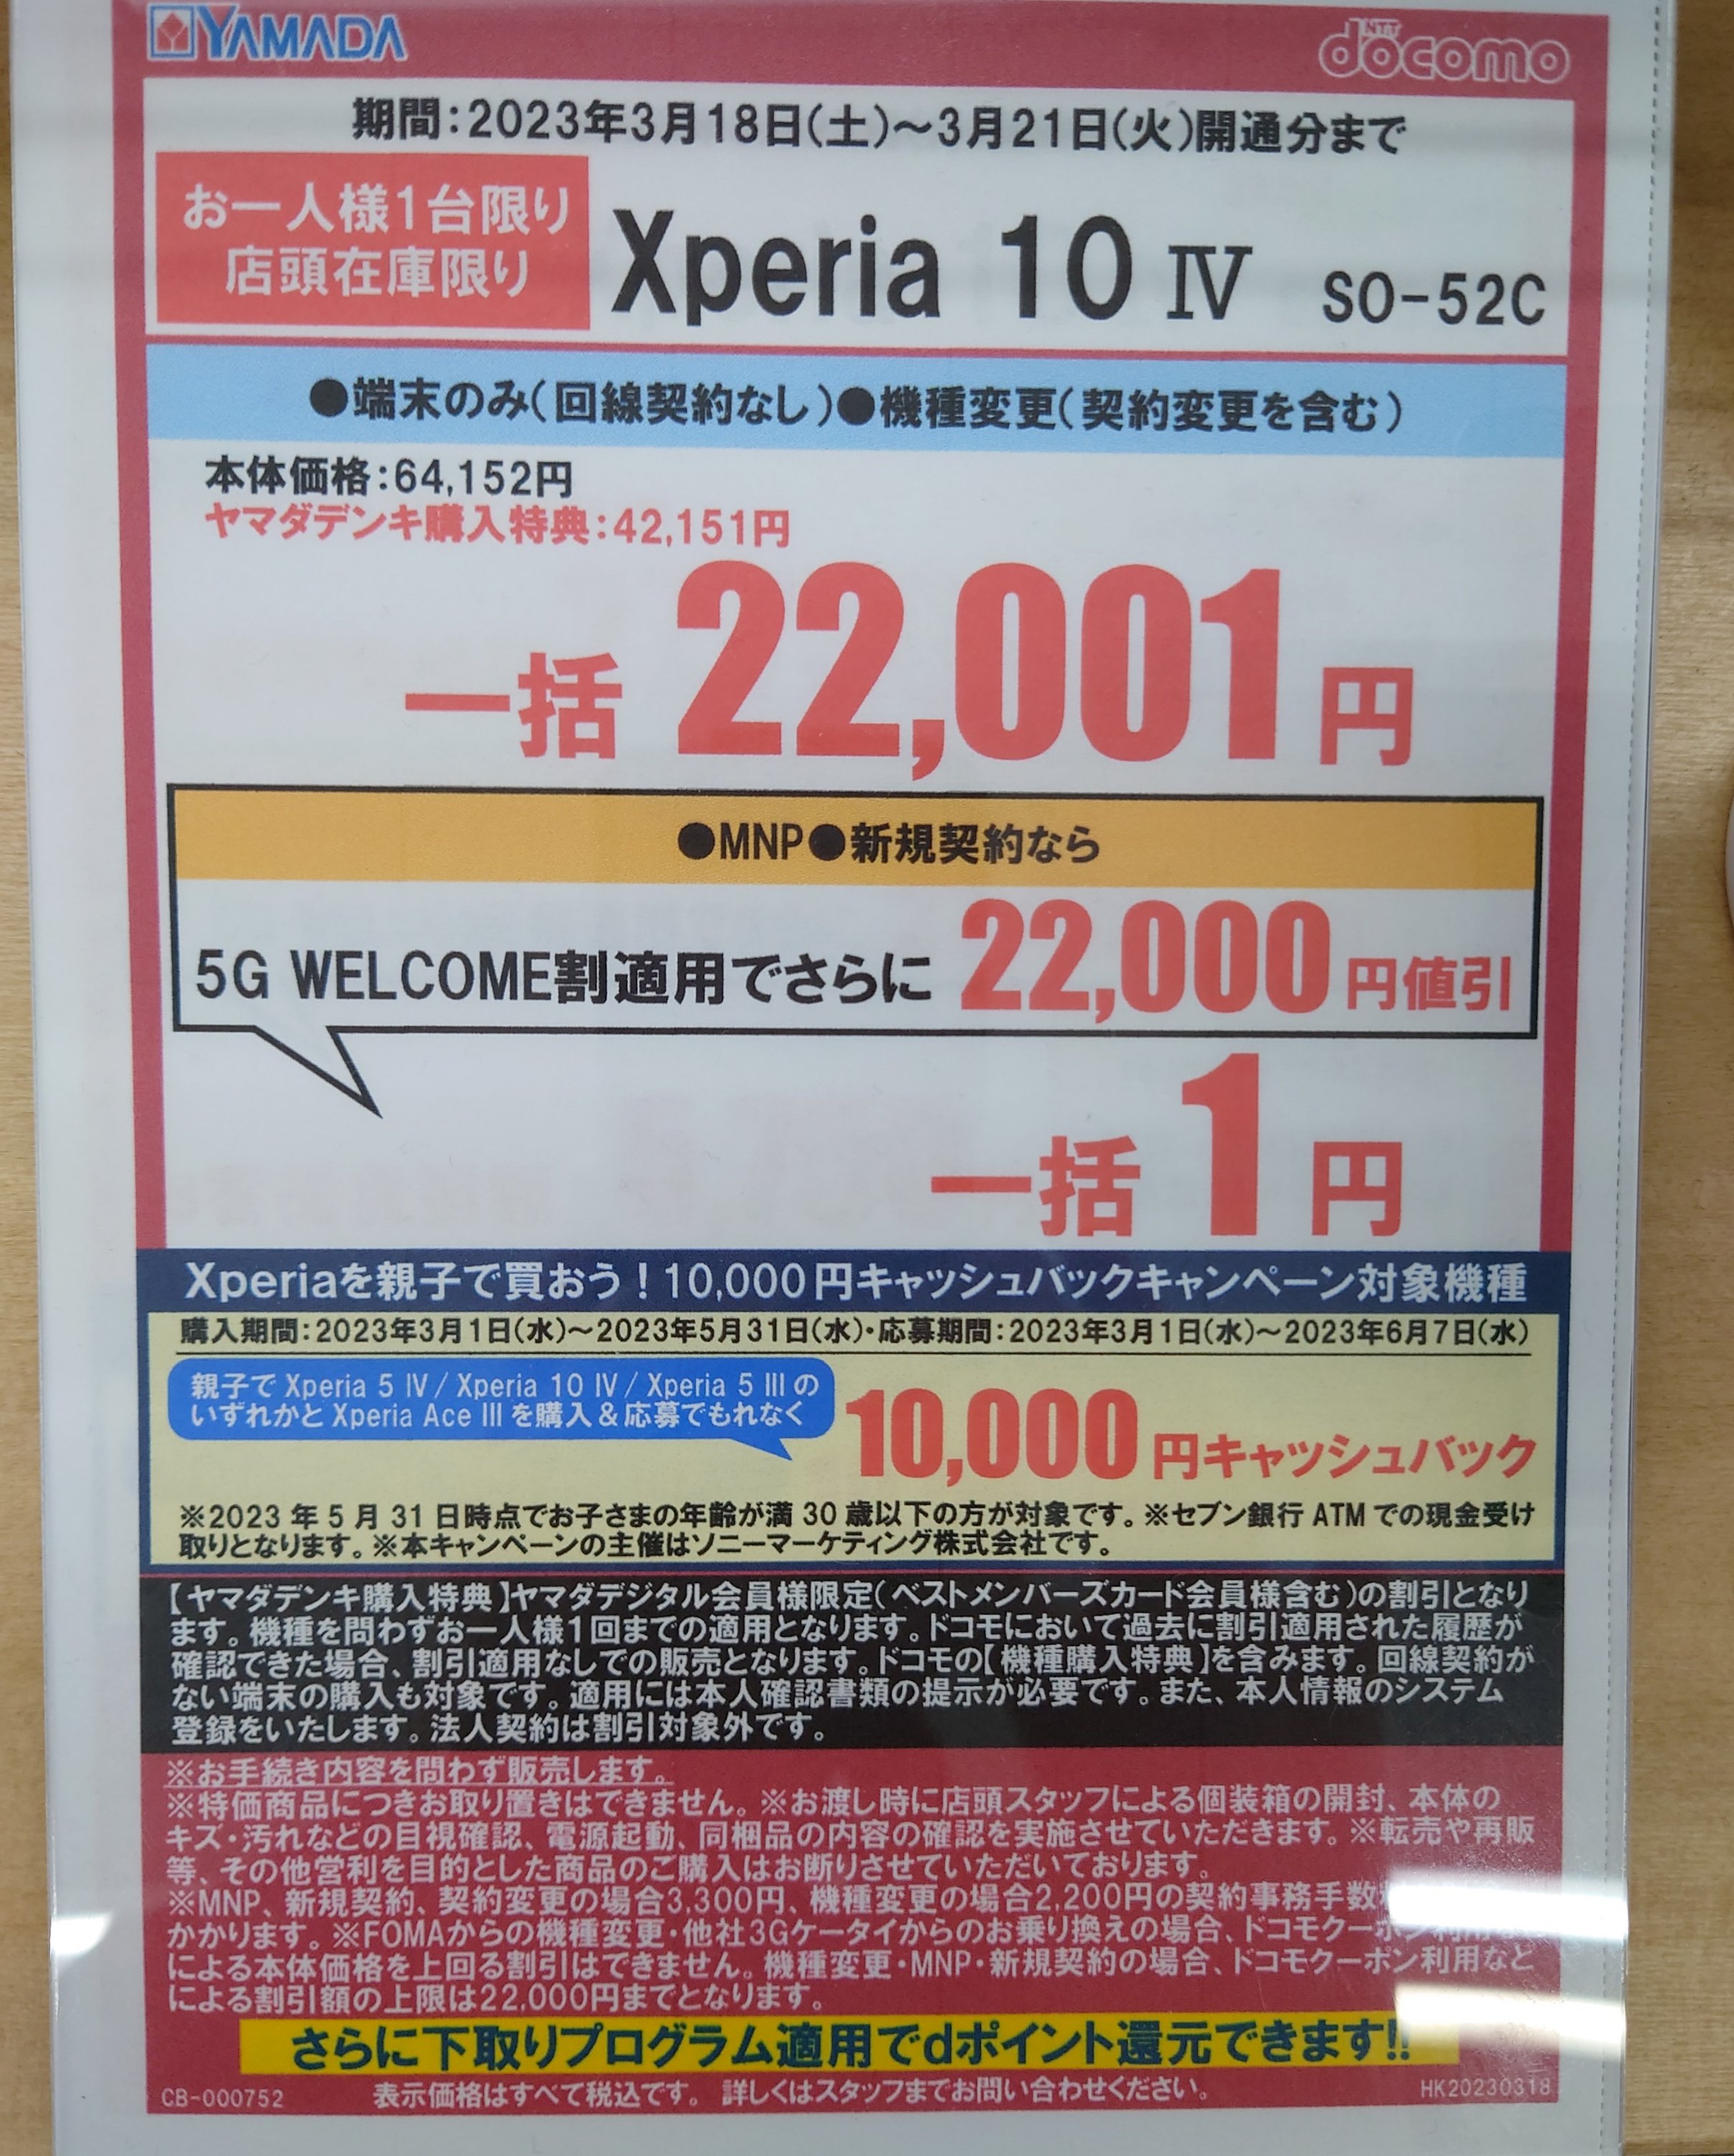 YAMADA
NTT docomo
期間：2023年3月18日（土）～3月21日（火）開通分まで
お一人様1台限り
店頭在庫限り
Xperia 10 Ⅳ SO-52C
●端末のみ（回線契約なし）●機種変更（契約変更を含む）
本体価格：64,152円
ヤマダデンキ購入特典：42,151円
一括 22,001円
●MNP●新規契約なら
5G WELCOME割適用でさらに 22,000円値引
一括 1円
Xperiaを親子で買おう！10,000円キャッシュバックキャンペーン対象機種
購入期間：2023年3月1日（水）～2023年5月31日（水）・応募期間：2023年3月1日（水）～2023年6月7日（水）
親子で Xperia 5 IV / Xperia 10 IV / Xperia 5 III の
いずれかと Xperia Ace III を購入＆応募でもれなく
10,000円キャッシュバック
※2023 年 5 月 31 日時点でお子さまの年齢が満 30 歳以下の方が対象です。※セブン銀行 ATM での現金受け
取りとなります。※本キャンペーンの主催はソニーマーケティング株式会社です。
【ヤマダデンキ購入特典】ヤマダデジタル会員様限定（ベストメンバーズカード会員様含む）の割引となり
ます。機種を問わずお一人様1回までの適用となります。ドコモにおいて過去に割引適用された履歴が
確認できた場合、割引適用なしでの販売となります。ドコモの【機種購入特典】を含みます。回線契約が
ない端末の購入も対象です。適用には本人確認書類の提示が必要です。また、本人情報のシステム
登録をいたします。法人契約は割引対象外です。
※お手続き内容を問わず販売します。
※特価商品につきお取り置きはできません。※お渡し時に店頭スタッフによる個装箱の開封、本体の
キズ・汚れなどの目視確認、電源起動、同梱品の内容の確認を実施させていただきます。※転売や再販
等、その他営利を目的とした商品のご購入はお断りさせていただいております。
※MNP、新規契約、契約変更の場合3,300円、機種変更の場合2,200円の契約事務手数
かかります。※FOMAからの機種変更・他社3Gケータイからのお乗り換えの場合、ドコモクーポン利用
による本体価格を上回る割引はできません。機種変更・MNP・新規契約の場合、ドコモクーポン利用など
による割引額の上限は22,000円までとなります。
さらに下取りプログラム適用でdポイント還元できます!!
CB-000752 表示価格はすべて税込です。 詳しくはスタッフまでお問い合わせください。 HK20230318